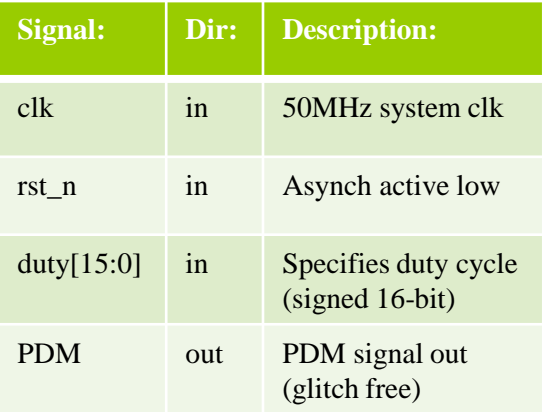 Signal: Dir: Description:
clk in 50MHz system clk
rst_n in Asynch active low
duty[15:0] in Specifies duty cycle
(signed 16-bit)
PDM out PDM signal out
(glitch free)